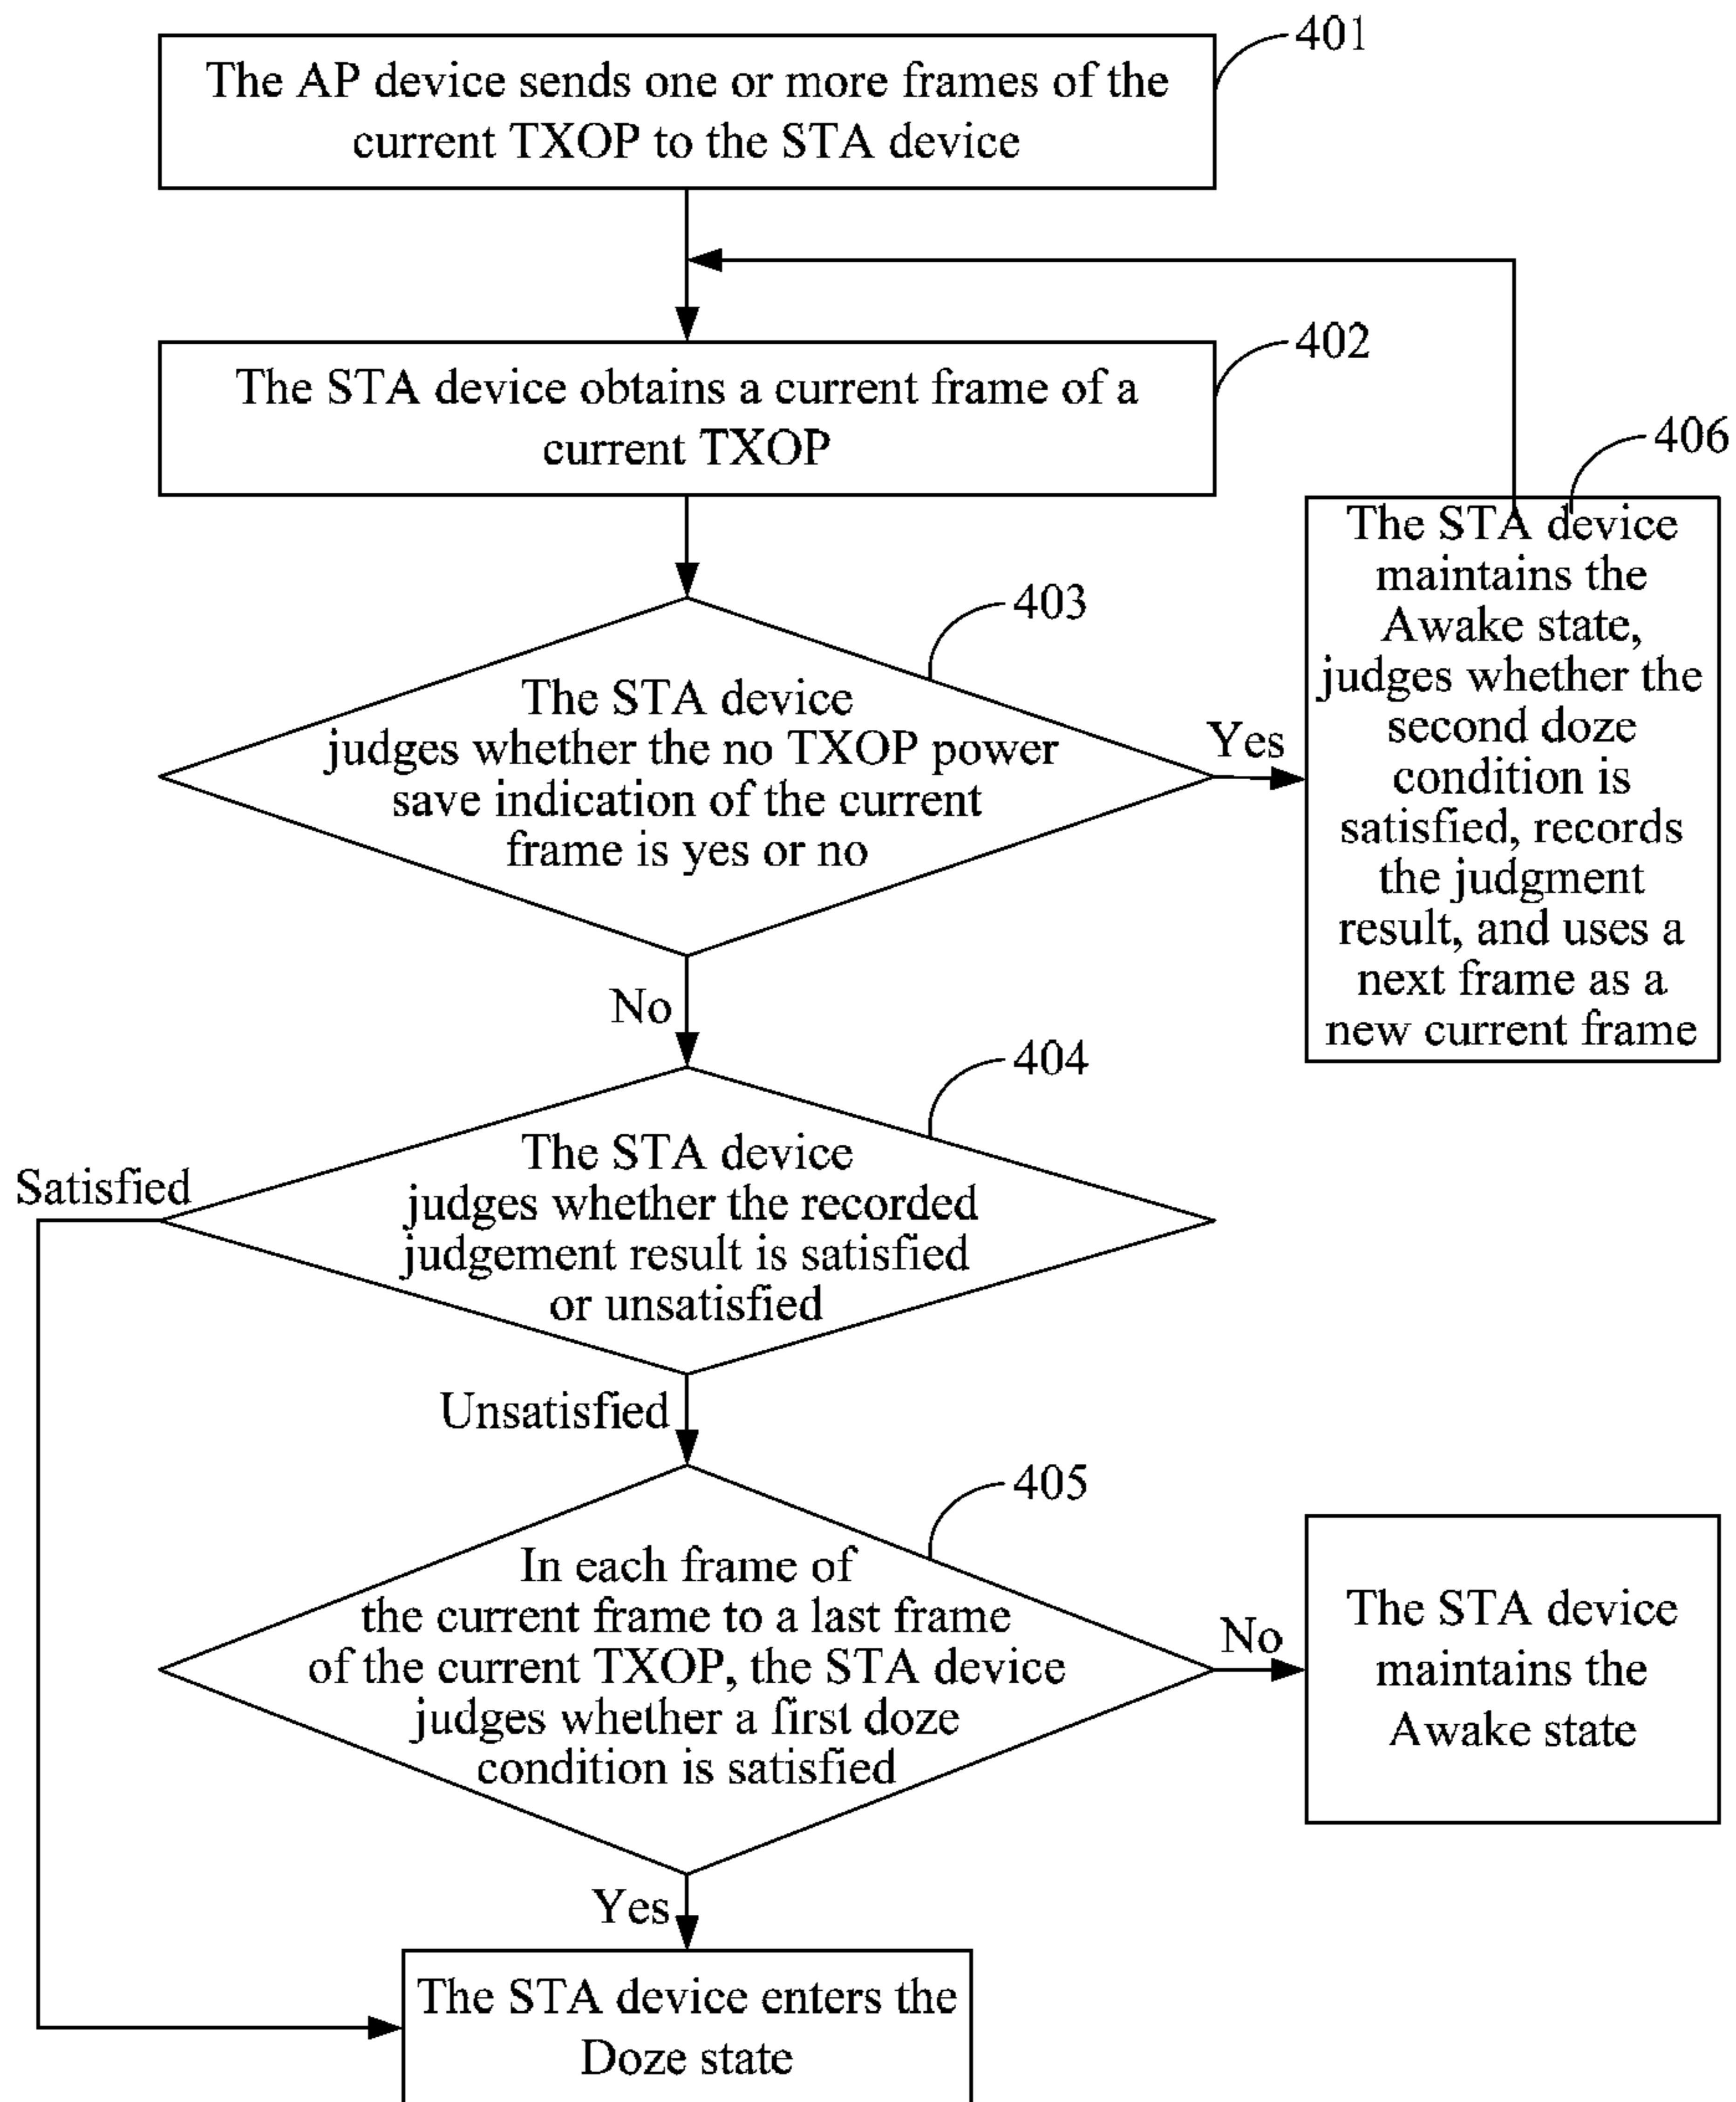 401
The AP device sends one or more frames of the
current TXOP to the STA device
402
The STA device obtains a current frame of a
current TXOP
406
The STA device
maintains the
Awake state,
judges whether the
second doze
condition is
satisfied, records
the judgment
result, and uses a
next frame as a
new current frame
403
The STA device
judges whether the no TXOP power
save indication of the current
frame is yes or no
Yes
No
404
The STA device
judges whether the recorded
judgement result is satisfied
or unsatisfied
Satisfied
Unsatisfied
405
In each frame of
the current frame to a last frame
of the current TXOP, the STA device
judges whether a first doze
condition is satisfied
No
The STA device
maintains the
Awake state
Yes
The STA device enters the
Doze state